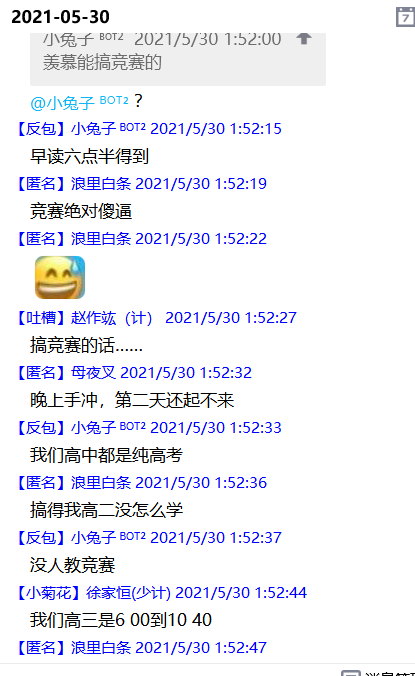 2021-05-30
小兔子 BOT2 2021/5/30 1:52:00
羡慕能搞竞赛的
@小兔子 BOT2 ?
【反包】小兔子 BOT2 2021/5/30 1:52:15
早读六点半得到
【匿名】浪里白条 2021/5/30 1:52:19
竞赛绝对傻逼
【匿名】浪里白条 2021/5/30 1:52:22
【吐槽】赵作竑（计） 2021/5/30 1:52:27
搞竞赛的话......
【匿名】母夜叉 2021/5/30 1:52:32
晚上手冲，第二天还起不来
【反包】小兔子 BOT2 2021/5/30 1:52:33
我们高中都是纯高考
【匿名】浪里白条 2021/5/30 1:52:36
搞得我高二没怎么学
【反包】小兔子 BOT2 2021/5/30 1:52:37
没人教竞赛
【小菊花】徐家恒(少计) 2021/5/30 1:52:44
我们高三是6 00到10 40
【匿名】浪里白条 2021/5/30 1:52:47